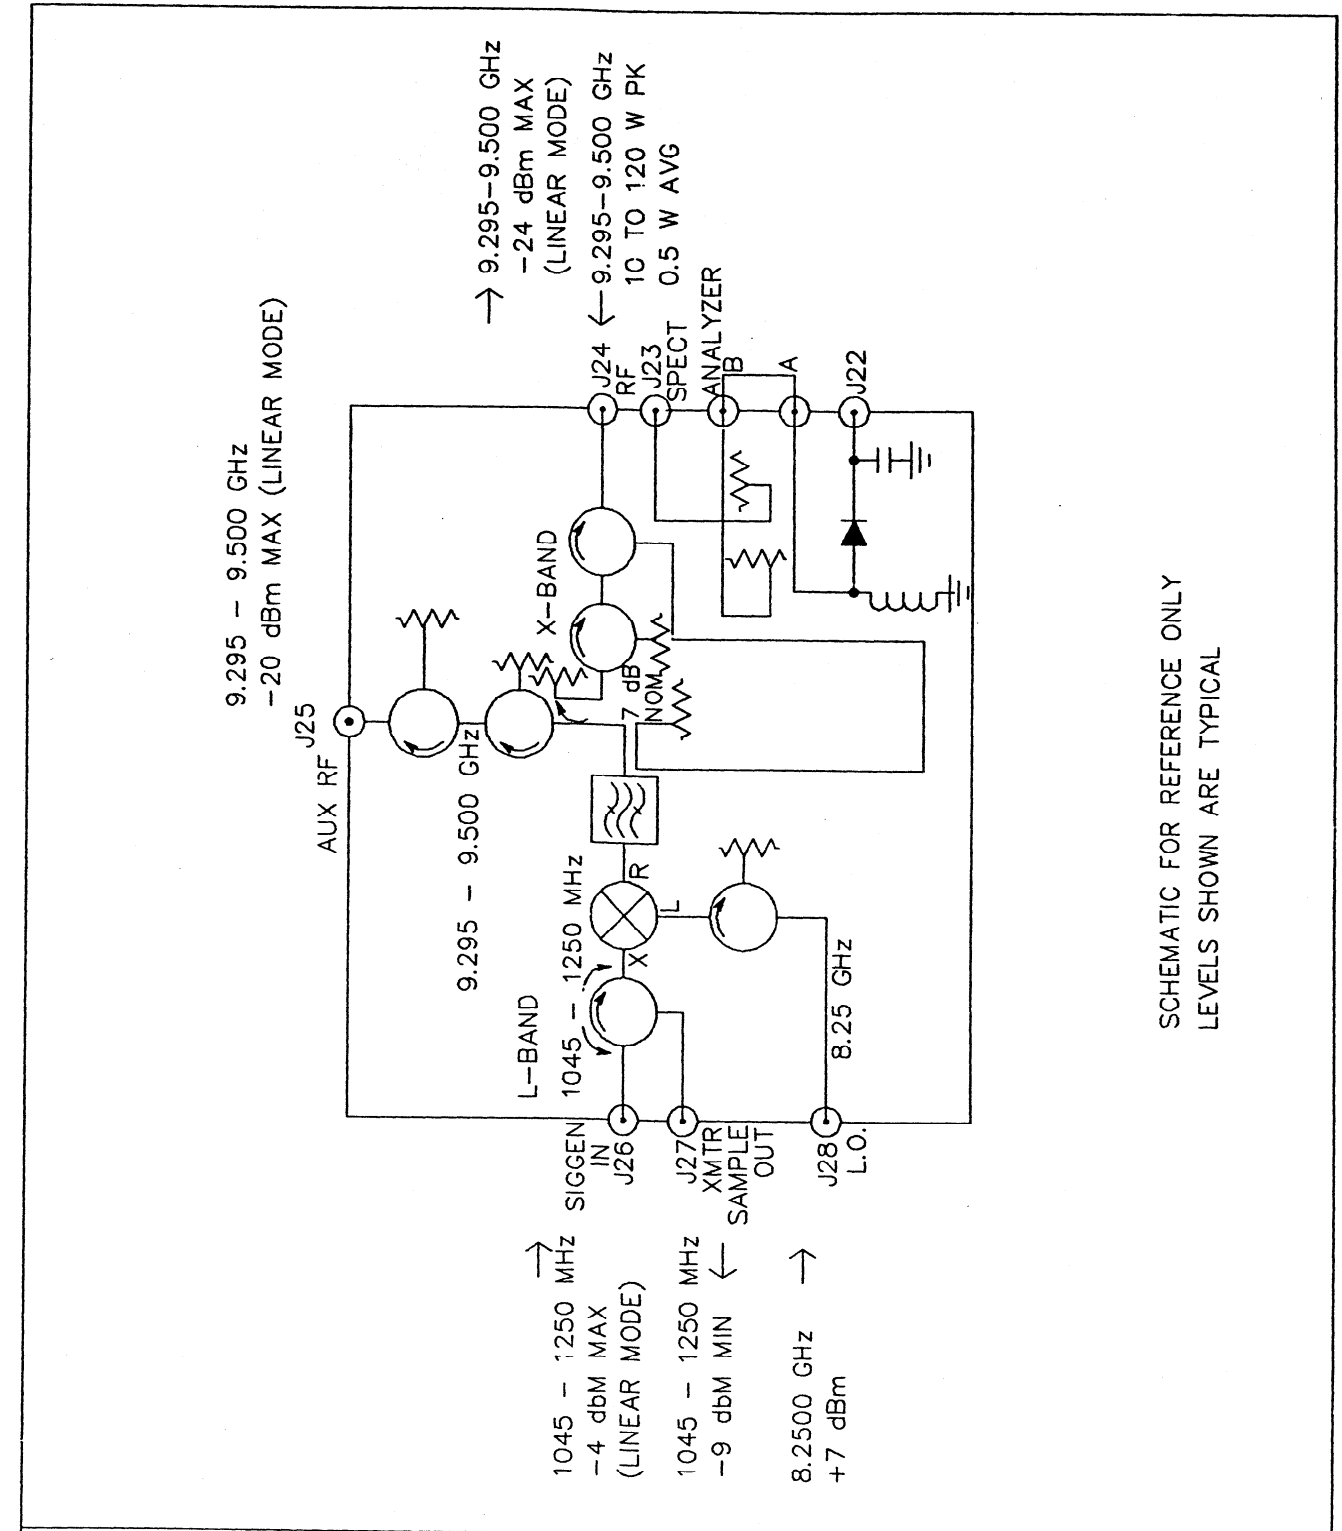 9.295 – 9.500 GHz
-20 dBm MAX (LINEAR MODE)
J25
AUX RF
→ 9.295-9.500 GHz
-24 dBm MAX
(LINEAR MODE)
←9.295-9.500 GHz
10 TO 120 W PK
0.5 W AVG
J24
RF
J23
SPECT
ANALYZER
B
A
J22
X-BAND
7 dB
NOM
9.295 – 9.500 GHz
L-BAND
1045 – 1250 MHz
X
R
L
8.25 GHz
SIGGEN
IN
J26
J27
XMTR
SAMPLE
OUT
J28
L.O.
1045 – 1250 MHz →
-4 dbM MAX
(LINEAR MODE)
1045 – 1250 MHz
-9 dbM MIN ←
8.2500 GHz →
+7 dBm
SCHEMATIC FOR REFERENCE ONLY
LEVELS SHOWN ARE TYPICAL